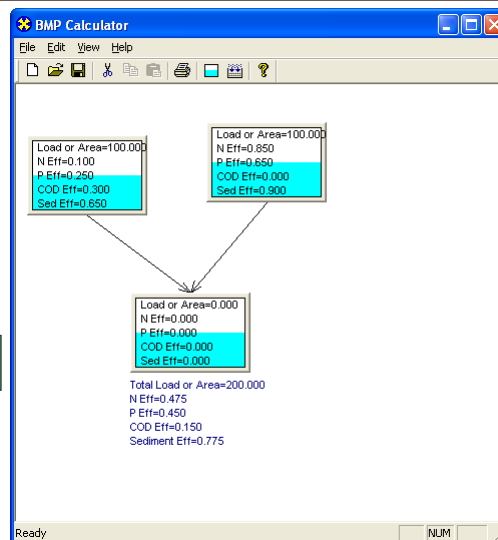 BMP Calculator
File Edit View Help
Load or Area=100.000
N Eff=0.100
P Eff=0.250
COD Eff=0.300
Sed Eff=0.650
Load or Area=100.000
N Eff=0.850
P Eff=0.650
COD Eff=0.000
Sed Eff=0.900
Load or Area=0.000
N Eff=0.000
P Eff=0.000
COD Eff=0.000
Sed Eff=0.000
Total Load or Area=200.000
N Eff=0.475
P Eff=0.450
COD Eff=0.150
Sediment Eff=0.775
Ready NUM